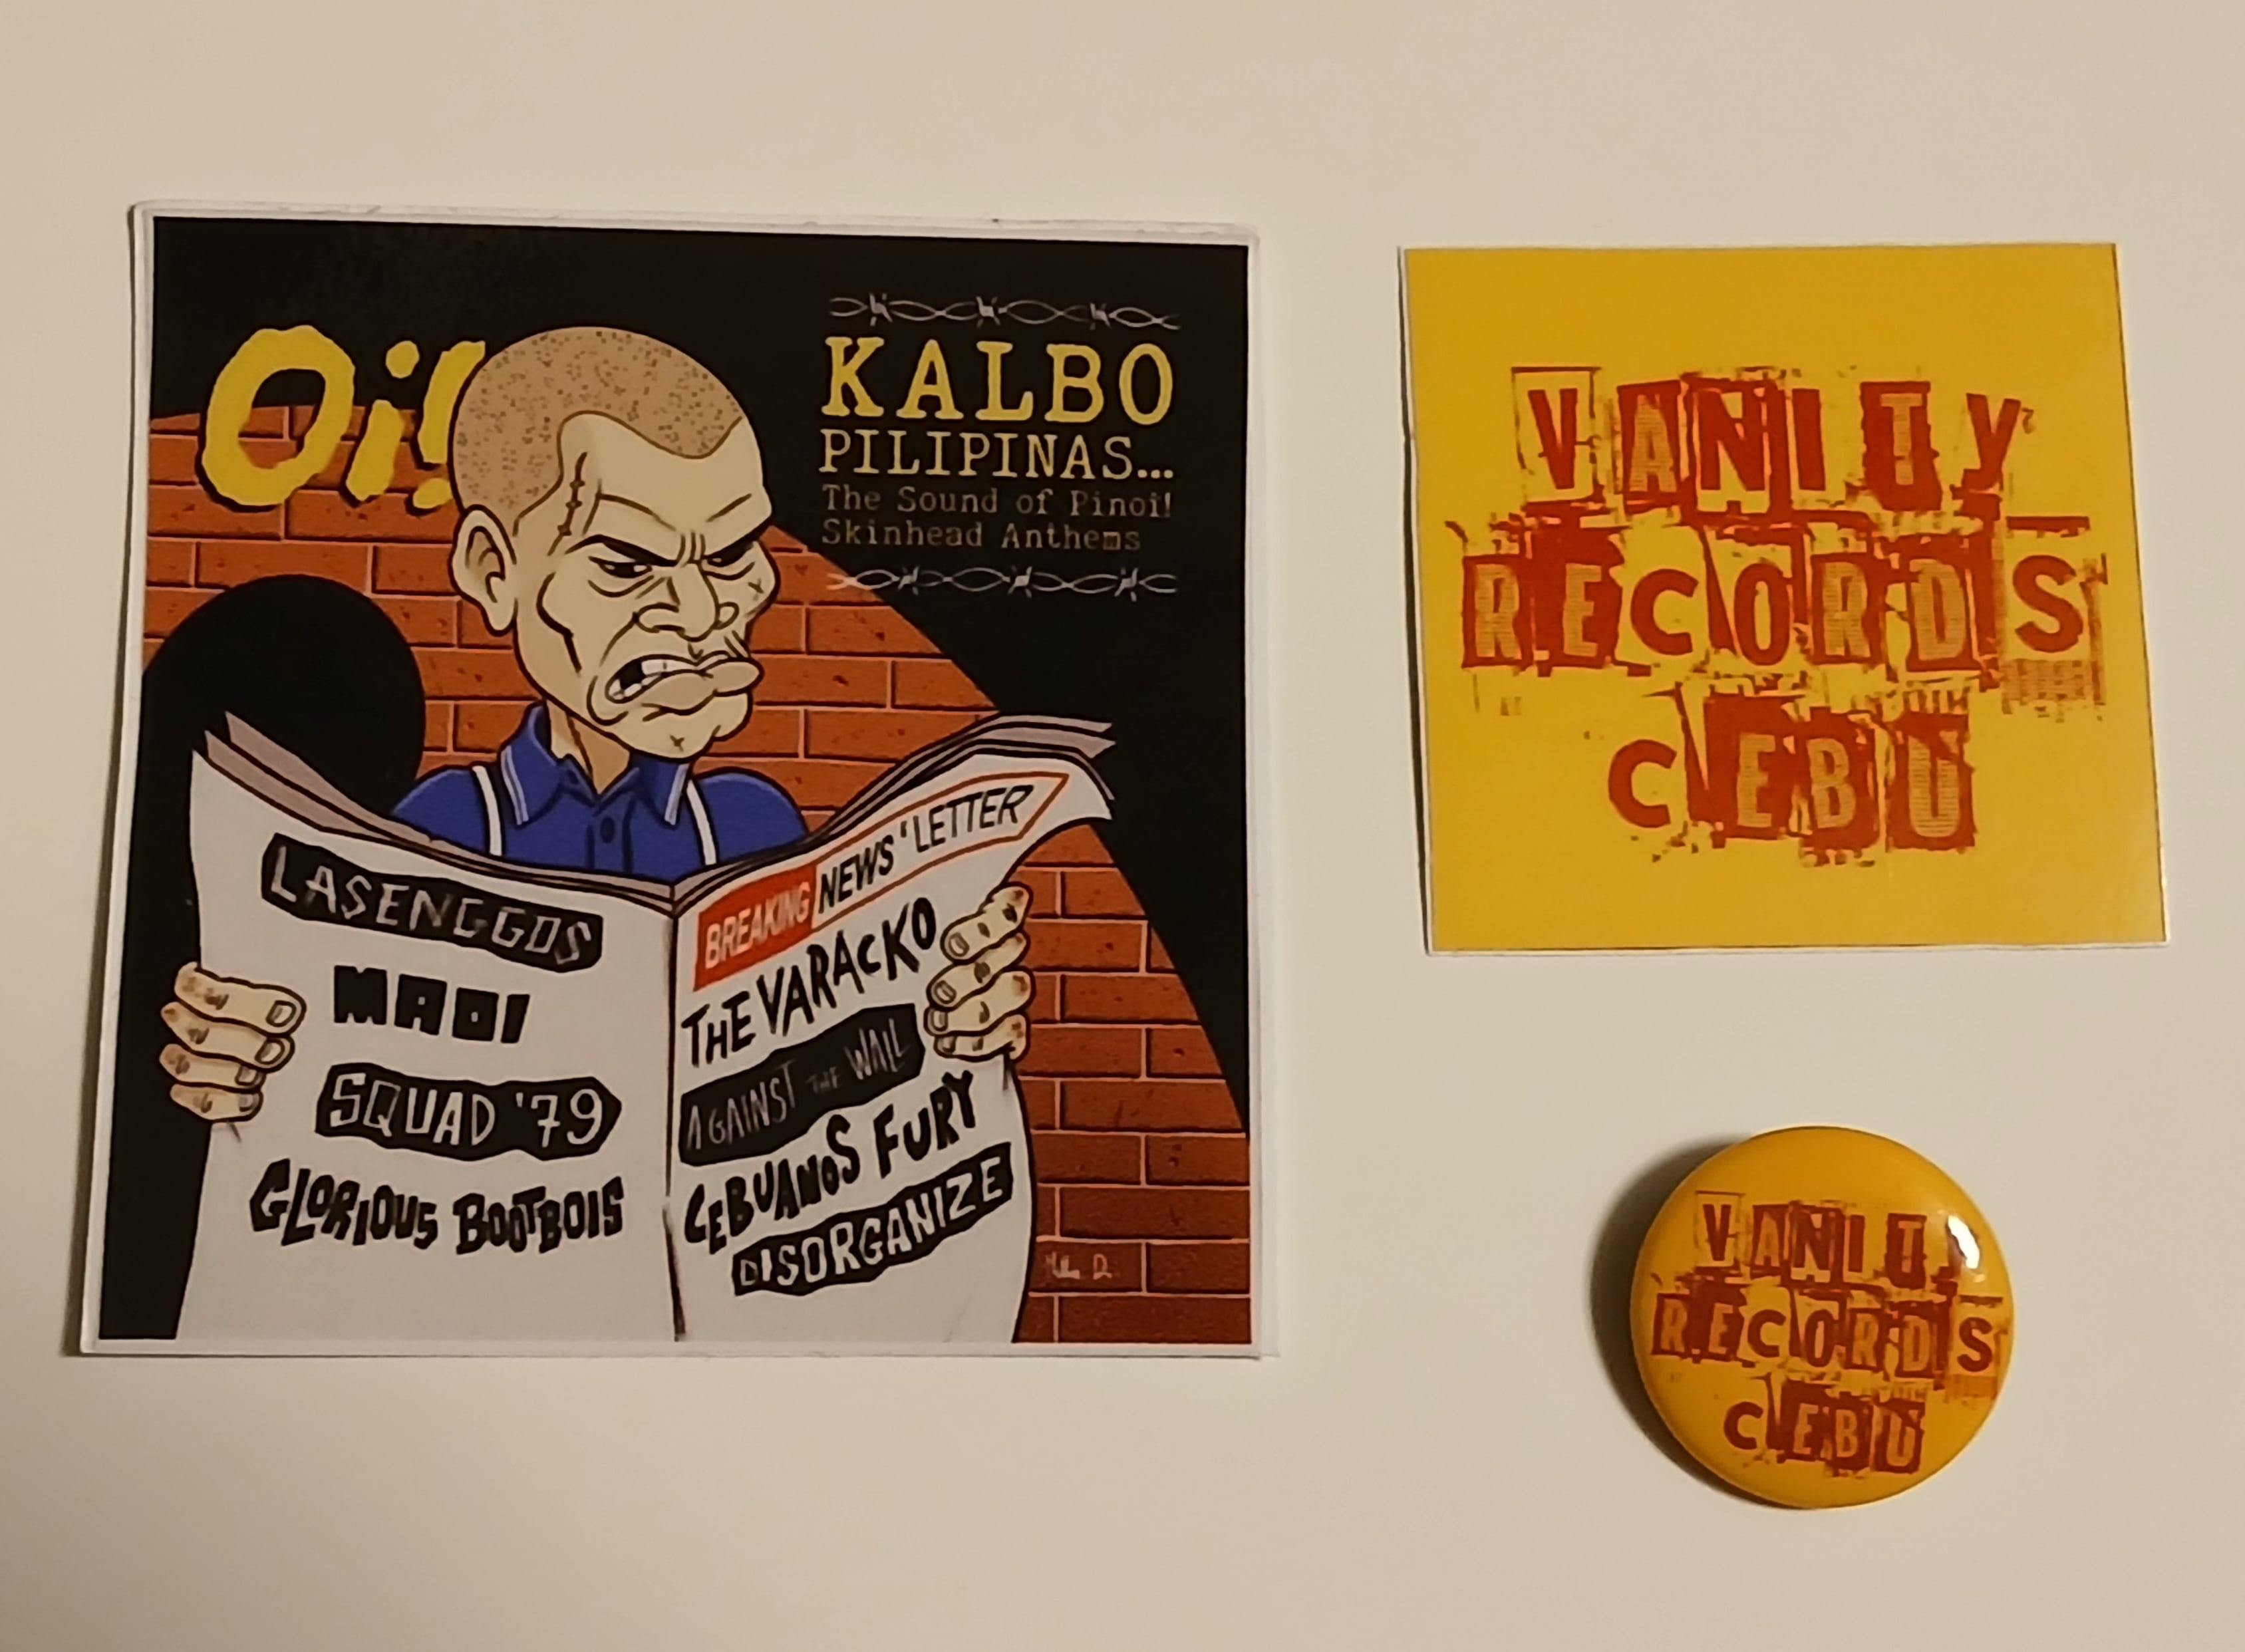 Oi!
KALBO
PILIPINAS...
The Sound of Pinoi!
Skinhead Anthems
LASENGGOS
MAOI
SQUAD '79
GLORIOUS BOOTBOIS
BREAKING NEWS'LETTER
THE VARACKO
AGAINST THE WALL
CEBUANOS FURY
DISORGANIZE
VANITY
RECORDS
CEBU
VANITY
RECORDS
CEBU